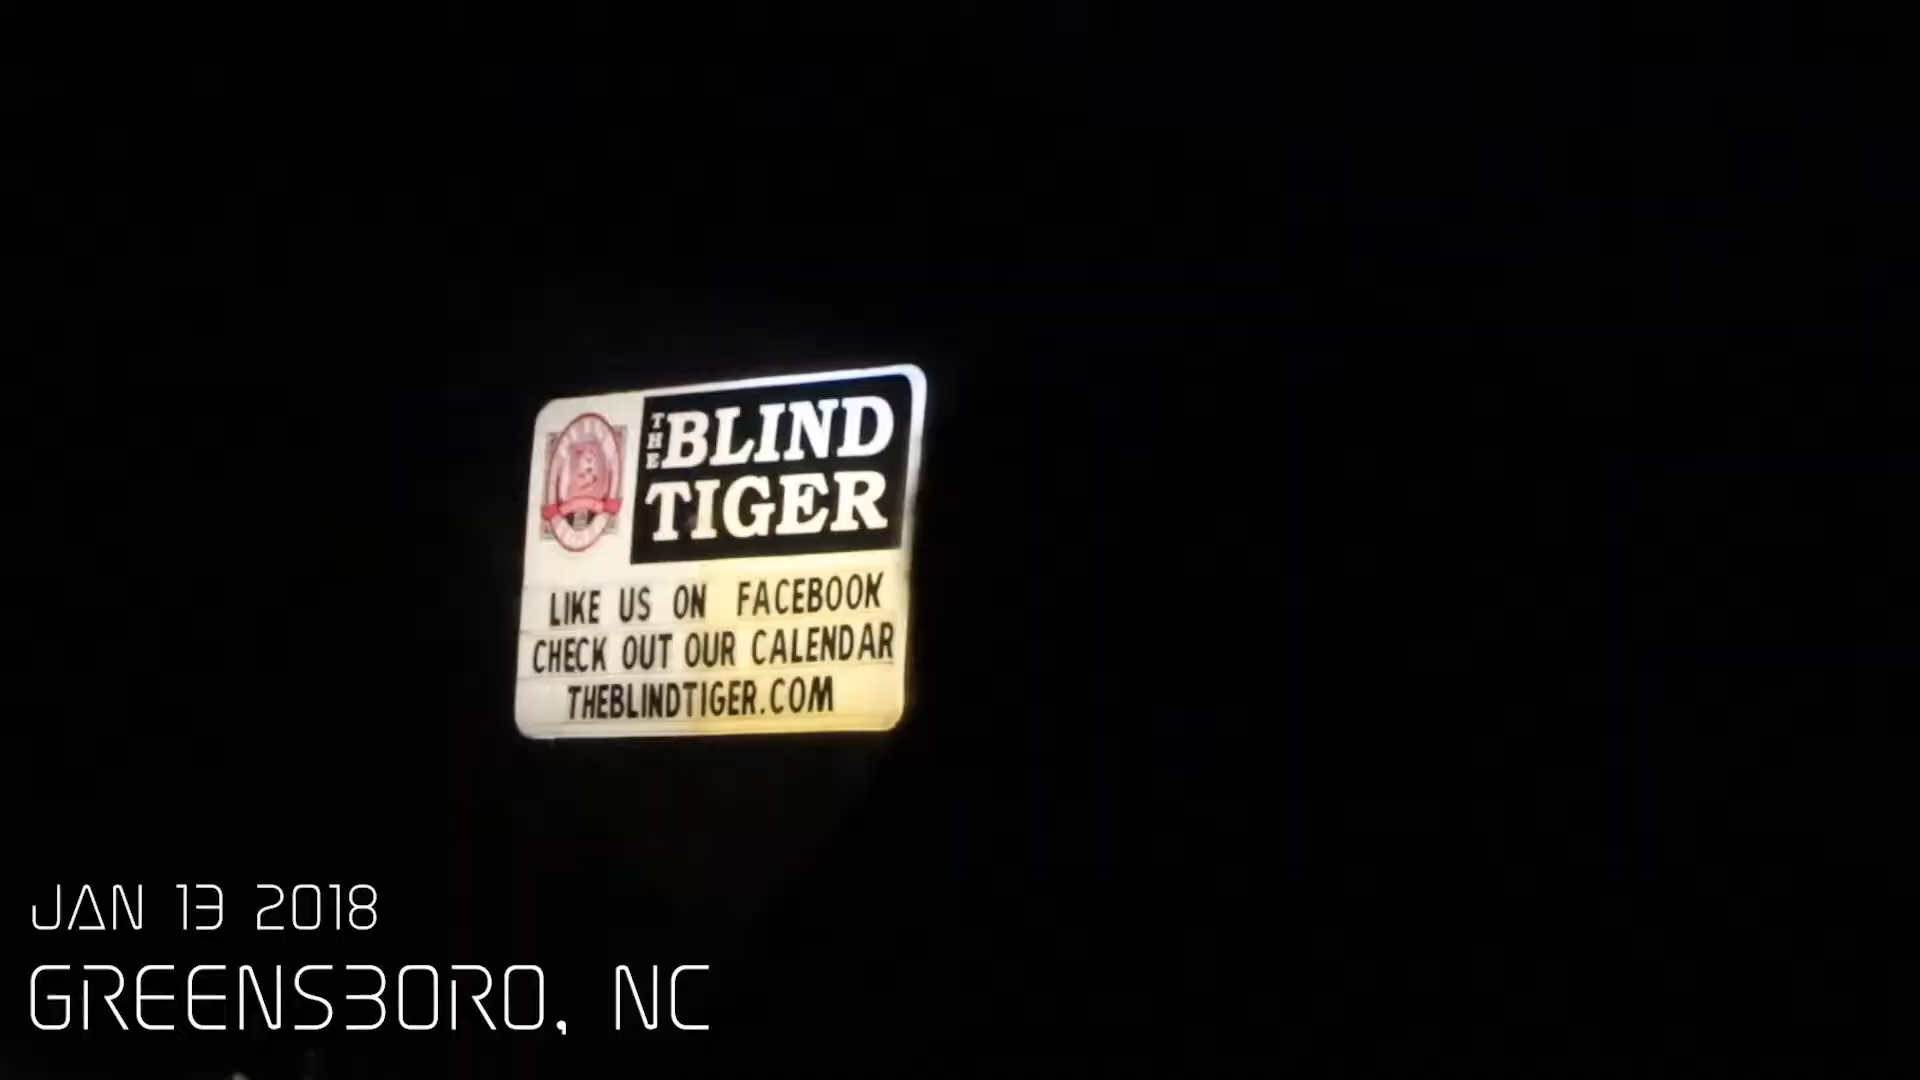 THE BLIND
TIGER
LIKE US ON FACEBOOK
CHECK OUT OUR CALENDAR
THEBLINDTIGER.COM
JAN 13 2018
GREENSBORO, NC